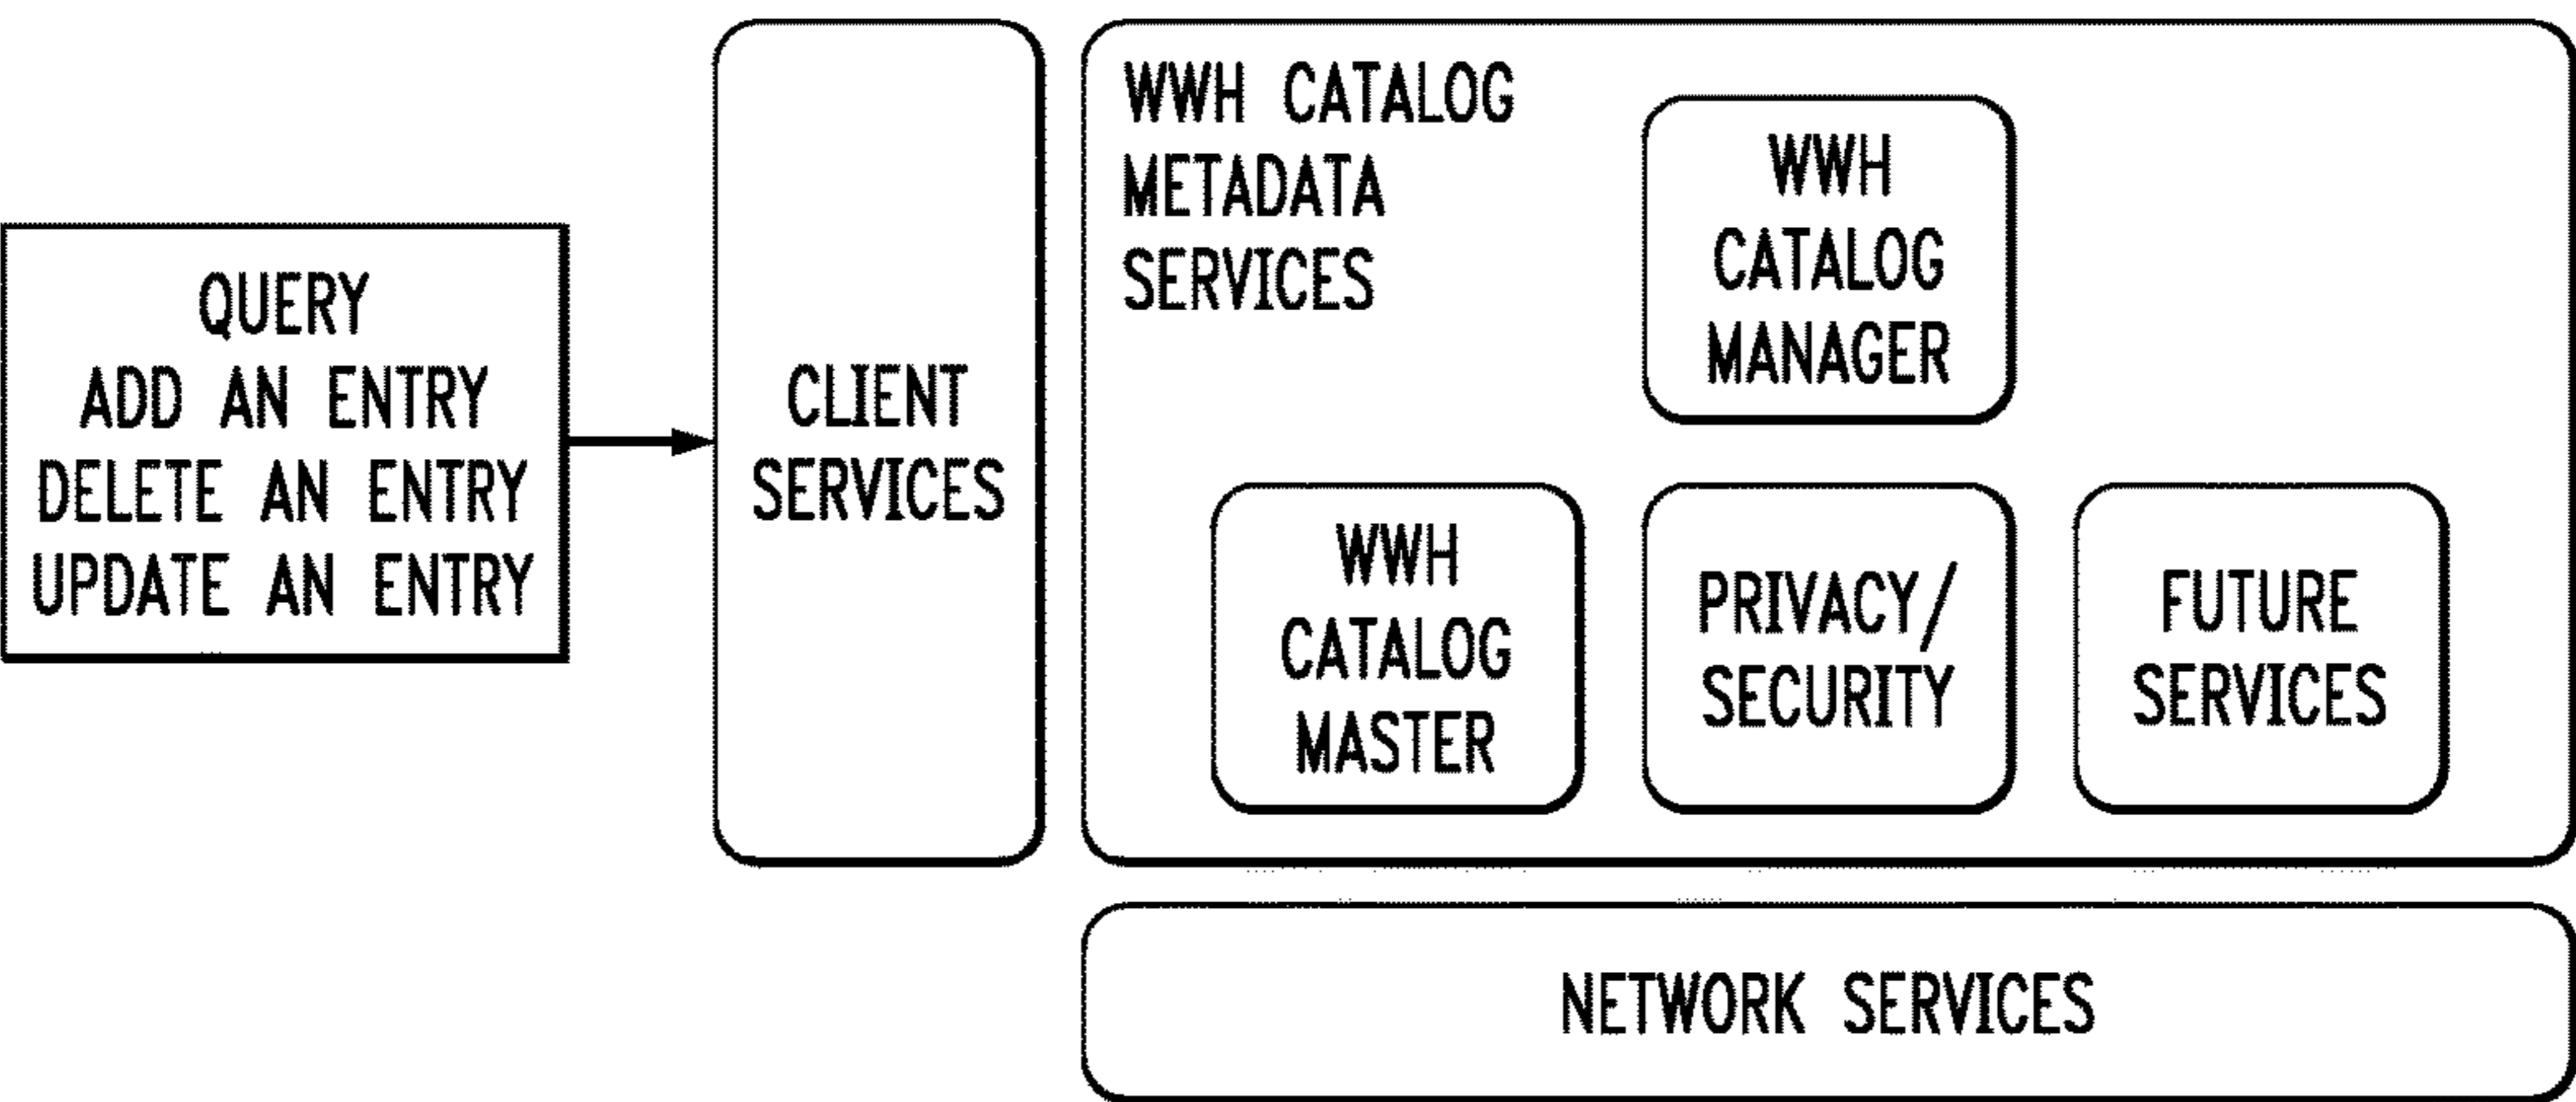 QUERY
ADD AN ENTRY
DELETE AN ENTRY
UPDATE AN ENTRY
CLIENT
SERVICES
WWH CATALOG
METADATA
SERVICES
WWH
CATALOG
MANAGER
WWH
CATALOG
MASTER
PRIVACY/
SECURITY
FUTURE
SERVICES
NETWORK SERVICES